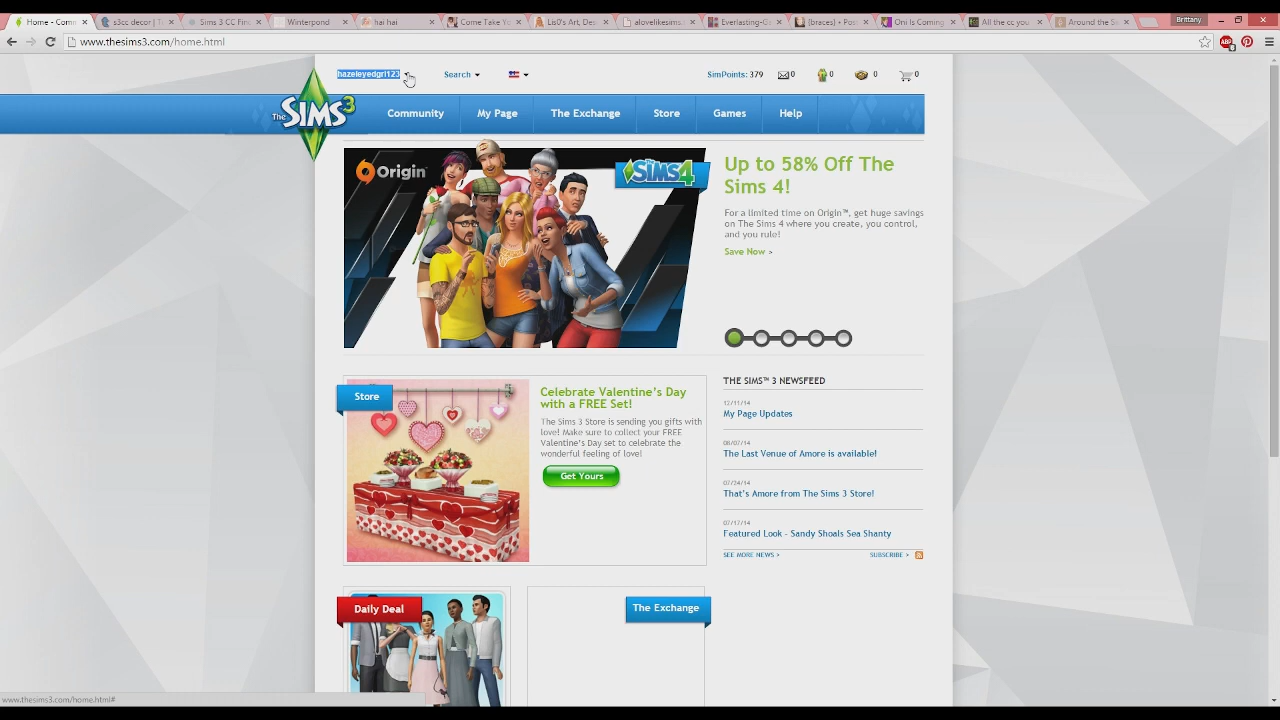 Home - Com
s3cc deco | T
Sims 3 CC Fin
Winterpond
hai hai
Come Take Yo
LisO's Art, Des
alovelikesims.
Everlasting-G
[braces] • Pos
Oni Is Coming
All the cc you
Around the Si
Brittany
www.thesims3.com/home.html
hazeleyedgrl123
Search
SimPoints: 379
0
0
0
0
The SIMS 3
Community
My Page
The Exchange
Store
Games
Help
Origin™
The SIMS 4
Up to 58% Off The
Sims 4!
For a limited time on Origin™, get huge savings
on The Sims 4 where you create, you control,
and you rule!
Save Now >
Store
Celebrate Valentine's Day
with a FREE Set!
The Sims 3 Store is sending you gifts with
love! Make sure to collect your FREE
Valentine's Day set to celebrate the
wonderful feeling of love!
Get Yours
THE SIMS™ 3 NEWSFEED
12/11/14
My Page Updates
08/07/14
The Last Venue of Amore is available!
07/24/14
That's Amore from The Sims 3 Store!
07/17/14
Featured Look - Sandy Shoals Sea Shanty
SEE MORE NEWS >
SUBSCRIBE >
Daily Deal
The Exchange
www.thesims3.com/home.html#